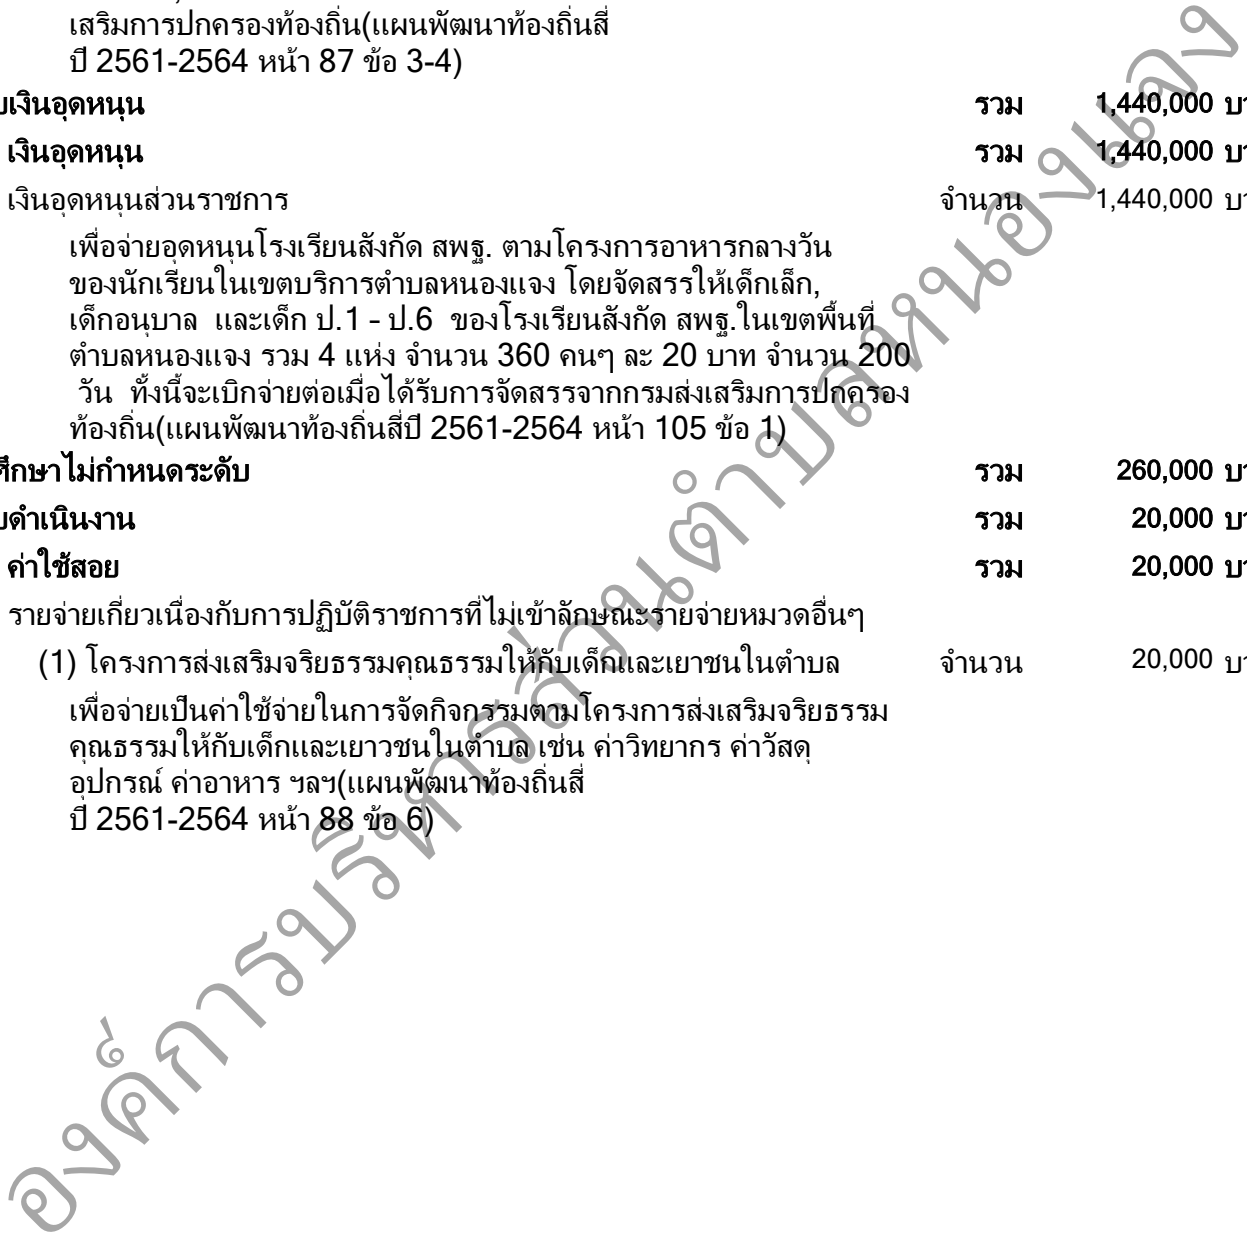 เสริมการปกครองท้องถิ่น(แผนพัฒนาท้องถิ่นสี่
ปี 2561-2564 หน้า 87 ข้อ 3-4)
บเงินอุดหนุน รวม 1,440,000 บา
เงินอุดหนุน รวม 1,440,000 บา
เงินอุดหนุนส่วนราชการ จำนวน 1,440,000 บา
เพื่อจ่ายอุดหนุนโรงเรียนสังกัด สพฐ. ตามโครงการอาหารกลางวัน
ของนักเรียนในเขตบริการตำบลหนองแจง โดยจัดสรรให้เด็กเล็ก,
เด็กอนุบาล และเด็ก ป.1 – ป.6 ของโรงเรียนสังกัด สพฐ.ในเขตพื้นที่
ตำบลหนองแจง รวม 4 แห่ง จำนวน 360 คนๆ ละ 20 บาท จำนวน 200
วัน ทั้งนี้จะเบิกจ่ายต่อเมื่อได้รับการจัดสรรจากกรมส่งเสริมการปกครอง
ท้องถิ่น(แผนพัฒนาท้องถิ่นสี่ปี 2561-2564 หน้า 105 ข้อ 1)
ศึกษาไม่กำหนดระดับ รวม 260,000 บา
บดำเนินงาน รวม 20,000 บา
ค่าใช้สอย รวม 20,000 บา
รายจ่ายเกี่ยวเนื่องกับการปฏิบัติราชการที่ไม่เข้าลักษณะรายจ่ายหมวดอื่นๆ
(1) โครงการส่งเสริมจริยธรรมคุณธรรมให้กับเด็กและเยาชนในตำบล จำนวน 20,000 บา
เพื่อจ่ายเป็นค่าใช้จ่ายในการจัดกิจกรรมตามโครงการส่งเสริมจริยธรรม
คุณธรรมให้กับเด็กและเยาวชนในตำบล เช่น ค่าวิทยากร ค่าวัสดุ
อุปกรณ์ ค่าอาหาร ฯลฯ(แผนพัฒนาท้องถิ่นสี่
ปี 2561-2564 หน้า 88 ข้อ 6)
องค์การบริหารส่วนตำบลหนองแจง